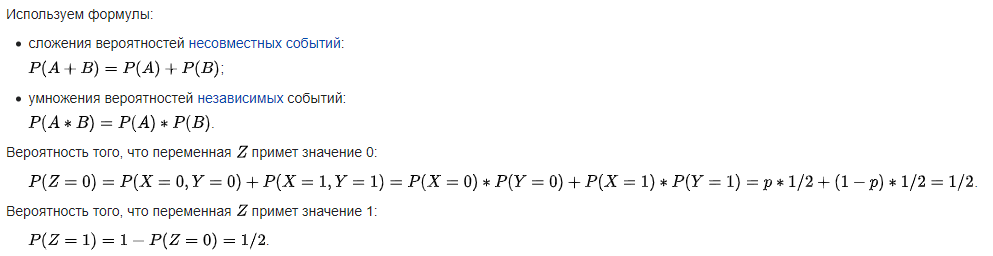 Используем формулы:
• сложения вероятностей несовместных событий:
P(A + B) = P(A) + P(B);
• умножения вероятностей независимых событий:
P(A * B) = P(A) * P(B).
Вероятность того, что переменная Z примет значение 0:
P(Z = 0) = P(X = 0, Y = 0) + P(X = 1, Y = 1) = P(X = 0) * P(Y = 0) + P(X = 1) * P(Y = 1) = p * 1/2 + (1 − p) * 1/2 = 1/2.
Вероятность того, что переменная Z примет значение 1:
P(Z = 1) = 1 − P(Z = 0) = 1/2.